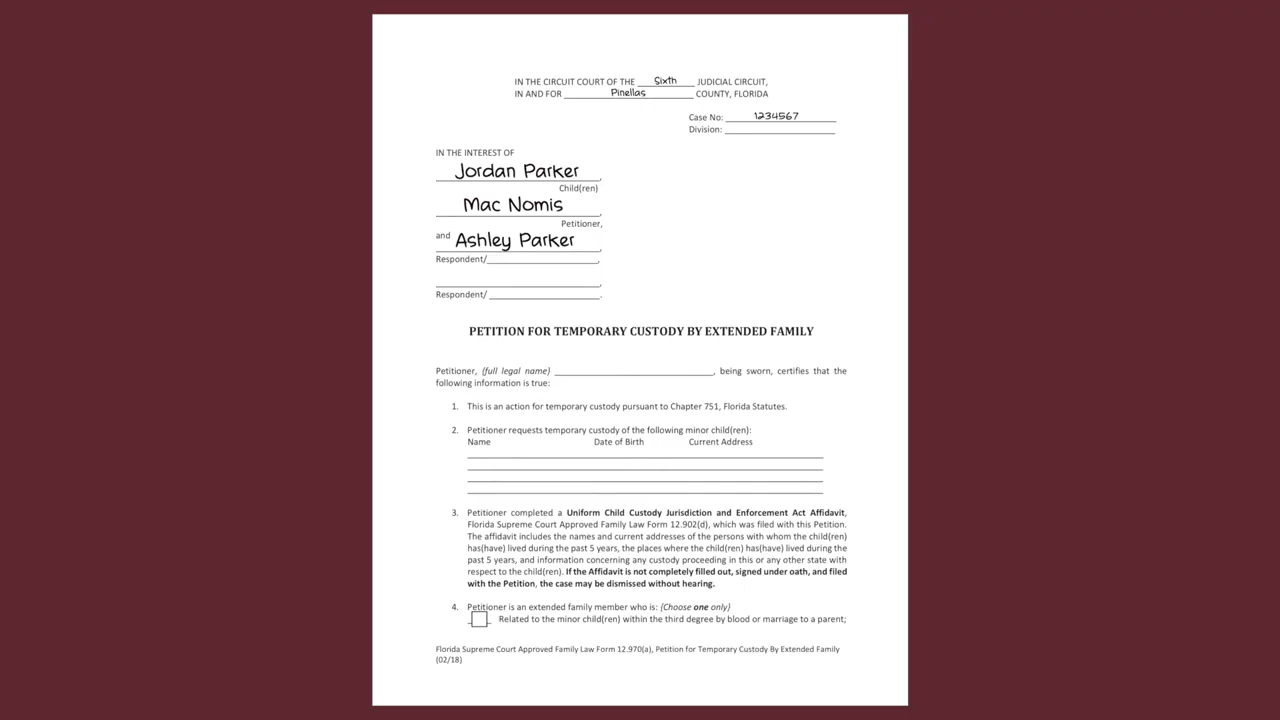 IN THE CIRCUIT COURT OF THE Sixth JUDICIAL CIRCUIT,
IN AND FOR Pinellas COUNTY, FLORIDA
Case No: 1234567
Division:
IN THE INTEREST OF
Jordan Parker,
Child(ren)
Mac Nomis,
Petitioner,
and Ashley Parker,
Respondent/,
,
Respondent/ .
PETITION FOR TEMPORARY CUSTODY BY EXTENDED FAMILY
Petitioner, {full legal name} , being sworn, certifies that the
following information is true:
1. This is an action for temporary custody pursuant to Chapter 751, Florida Statutes.
2. Petitioner requests temporary custody of the following minor child(ren):
Name Date of Birth Current Address
3. Petitioner completed a Uniform Child Custody Jurisdiction and Enforcement Act Affidavit,
Florida Supreme Court Approved Family Law Form 12.902(d), which was filed with this Petition.
The affidavit includes the names and current addresses of the persons with whom the child(ren)
has(have) lived during the past 5 years, the places where the child(ren) has(have) lived during the
past 5 years, and information concerning any custody proceeding in this or any other state with
respect to the child(ren). If the Affidavit is not completely filled out, signed under oath, and filed
with the Petition, the case may be dismissed without hearing.
4. Petitioner is an extended family member who is: {Choose one only}
Related to the minor child(ren) within the third degree by blood or marriage to a parent;
Florida Supreme Court Approved Family Law Form 12.970(a), Petition for Temporary Custody By Extended Family
(02/18)